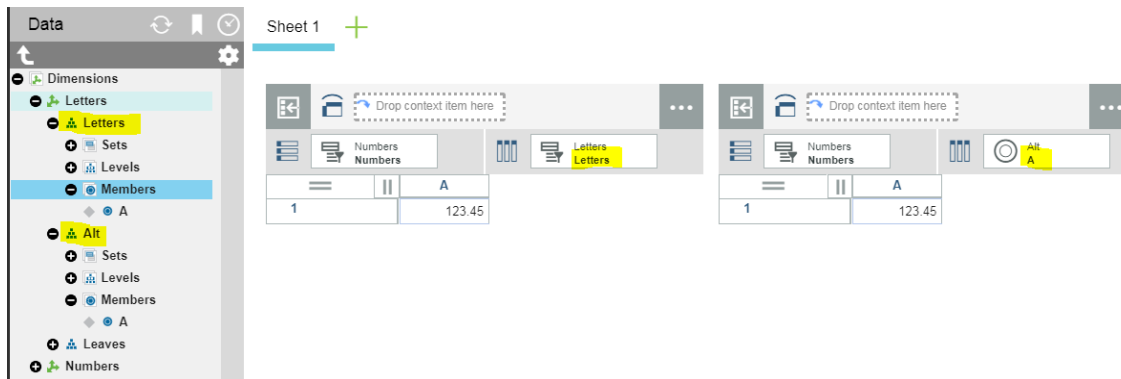 Data
Sheet 1
Dimensions
Letters
Letters
Sets
Levels
Members
A
Alt
Sets
Levels
Members
A
Leaves
Numbers
Drop context item here
Numbers
Numbers
Letters
Letters
A
1
123.45
Drop context item here
Numbers
Numbers
Alt
A
A
1
123.45